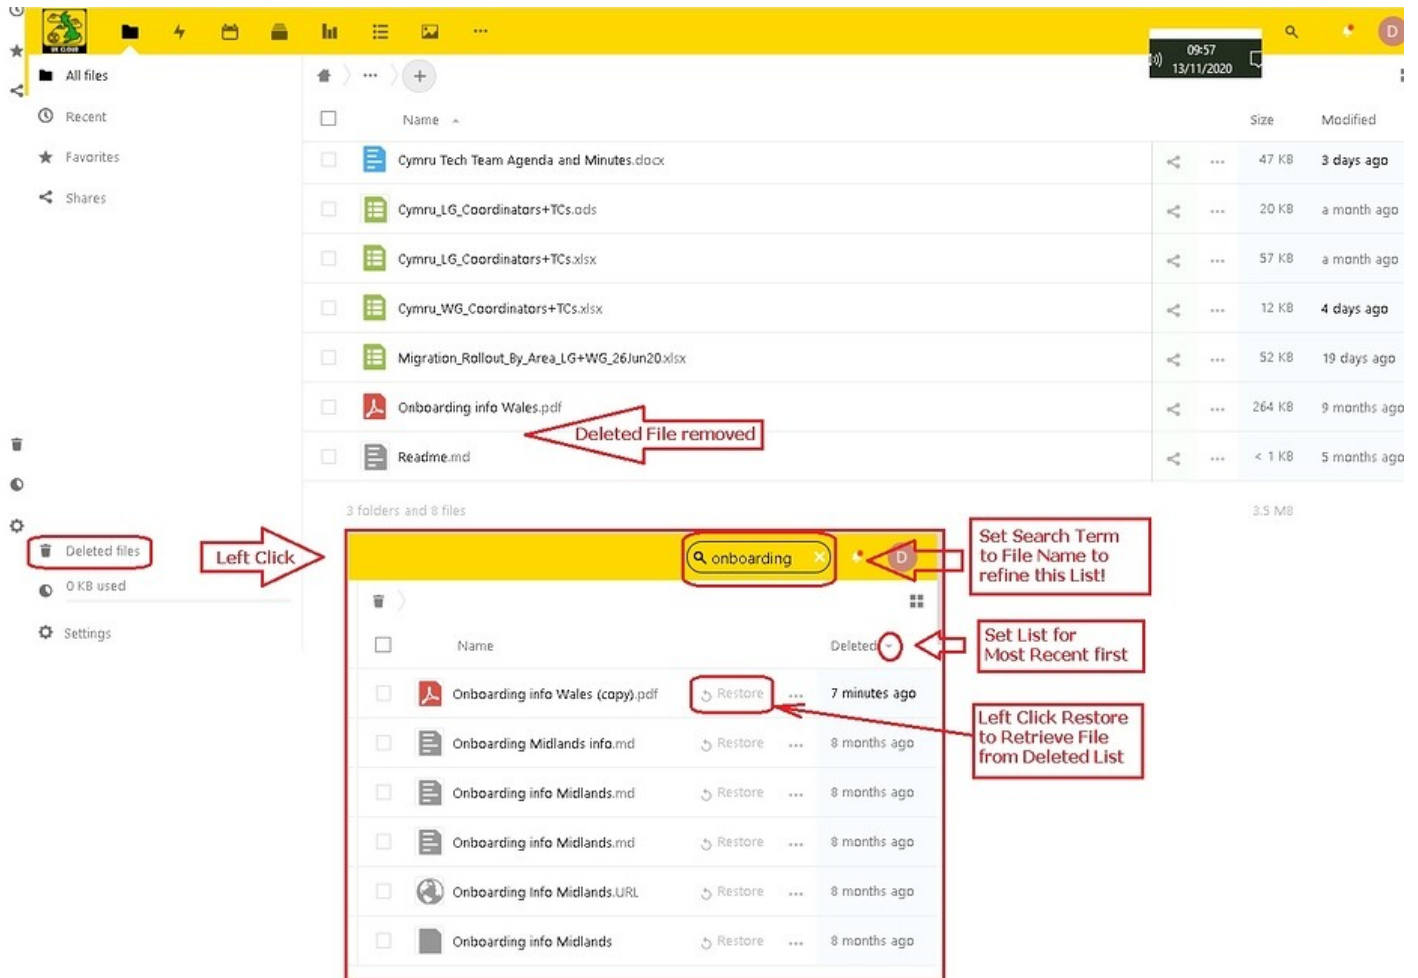 UK CLOUD
D
09:57
13/11/2020
All files
Recent
Favorites
Shares
Name
Size
Modified
Cymru Tech Team Agenda and Minutes.docx 47 KB 3 days ago
Cymru_LG_Coordinators+TCs.ods 20 KB a month ago
Cymru_LG_Coordinators+TCs.xlsx 57 KB a month ago
Cymru_WG_Coordinators+TCs.xlsx 12 KB 4 days ago
Migration_Rollout_By_Area_LG+WG_26Jun20.xlsx 52 KB 19 days ago
Onboarding info Wales.pdf 264 KB 9 months ago
Deleted File removed
Readme.md < 1 KB 5 months ago
3 folders and 8 files 3.5 MB
Deleted files
0 KB used
Settings
Left Click
onboarding
D
Set Search Term
to File Name to
refine this List!
Name Deleted
Set List for
Most Recent first
Onboarding info Wales (copy).pdf Restore 7 minutes ago
Left Click Restore
to Retrieve File
from Deleted List
Onboarding Midlands info.md Restore 8 months ago
Onboarding info Midlands.md Restore 8 months ago
Onboarding info Midlands.md Restore 8 months ago
Onboarding Info Midlands.URL Restore 8 months ago
Onboarding info Midlands Restore 8 months ago